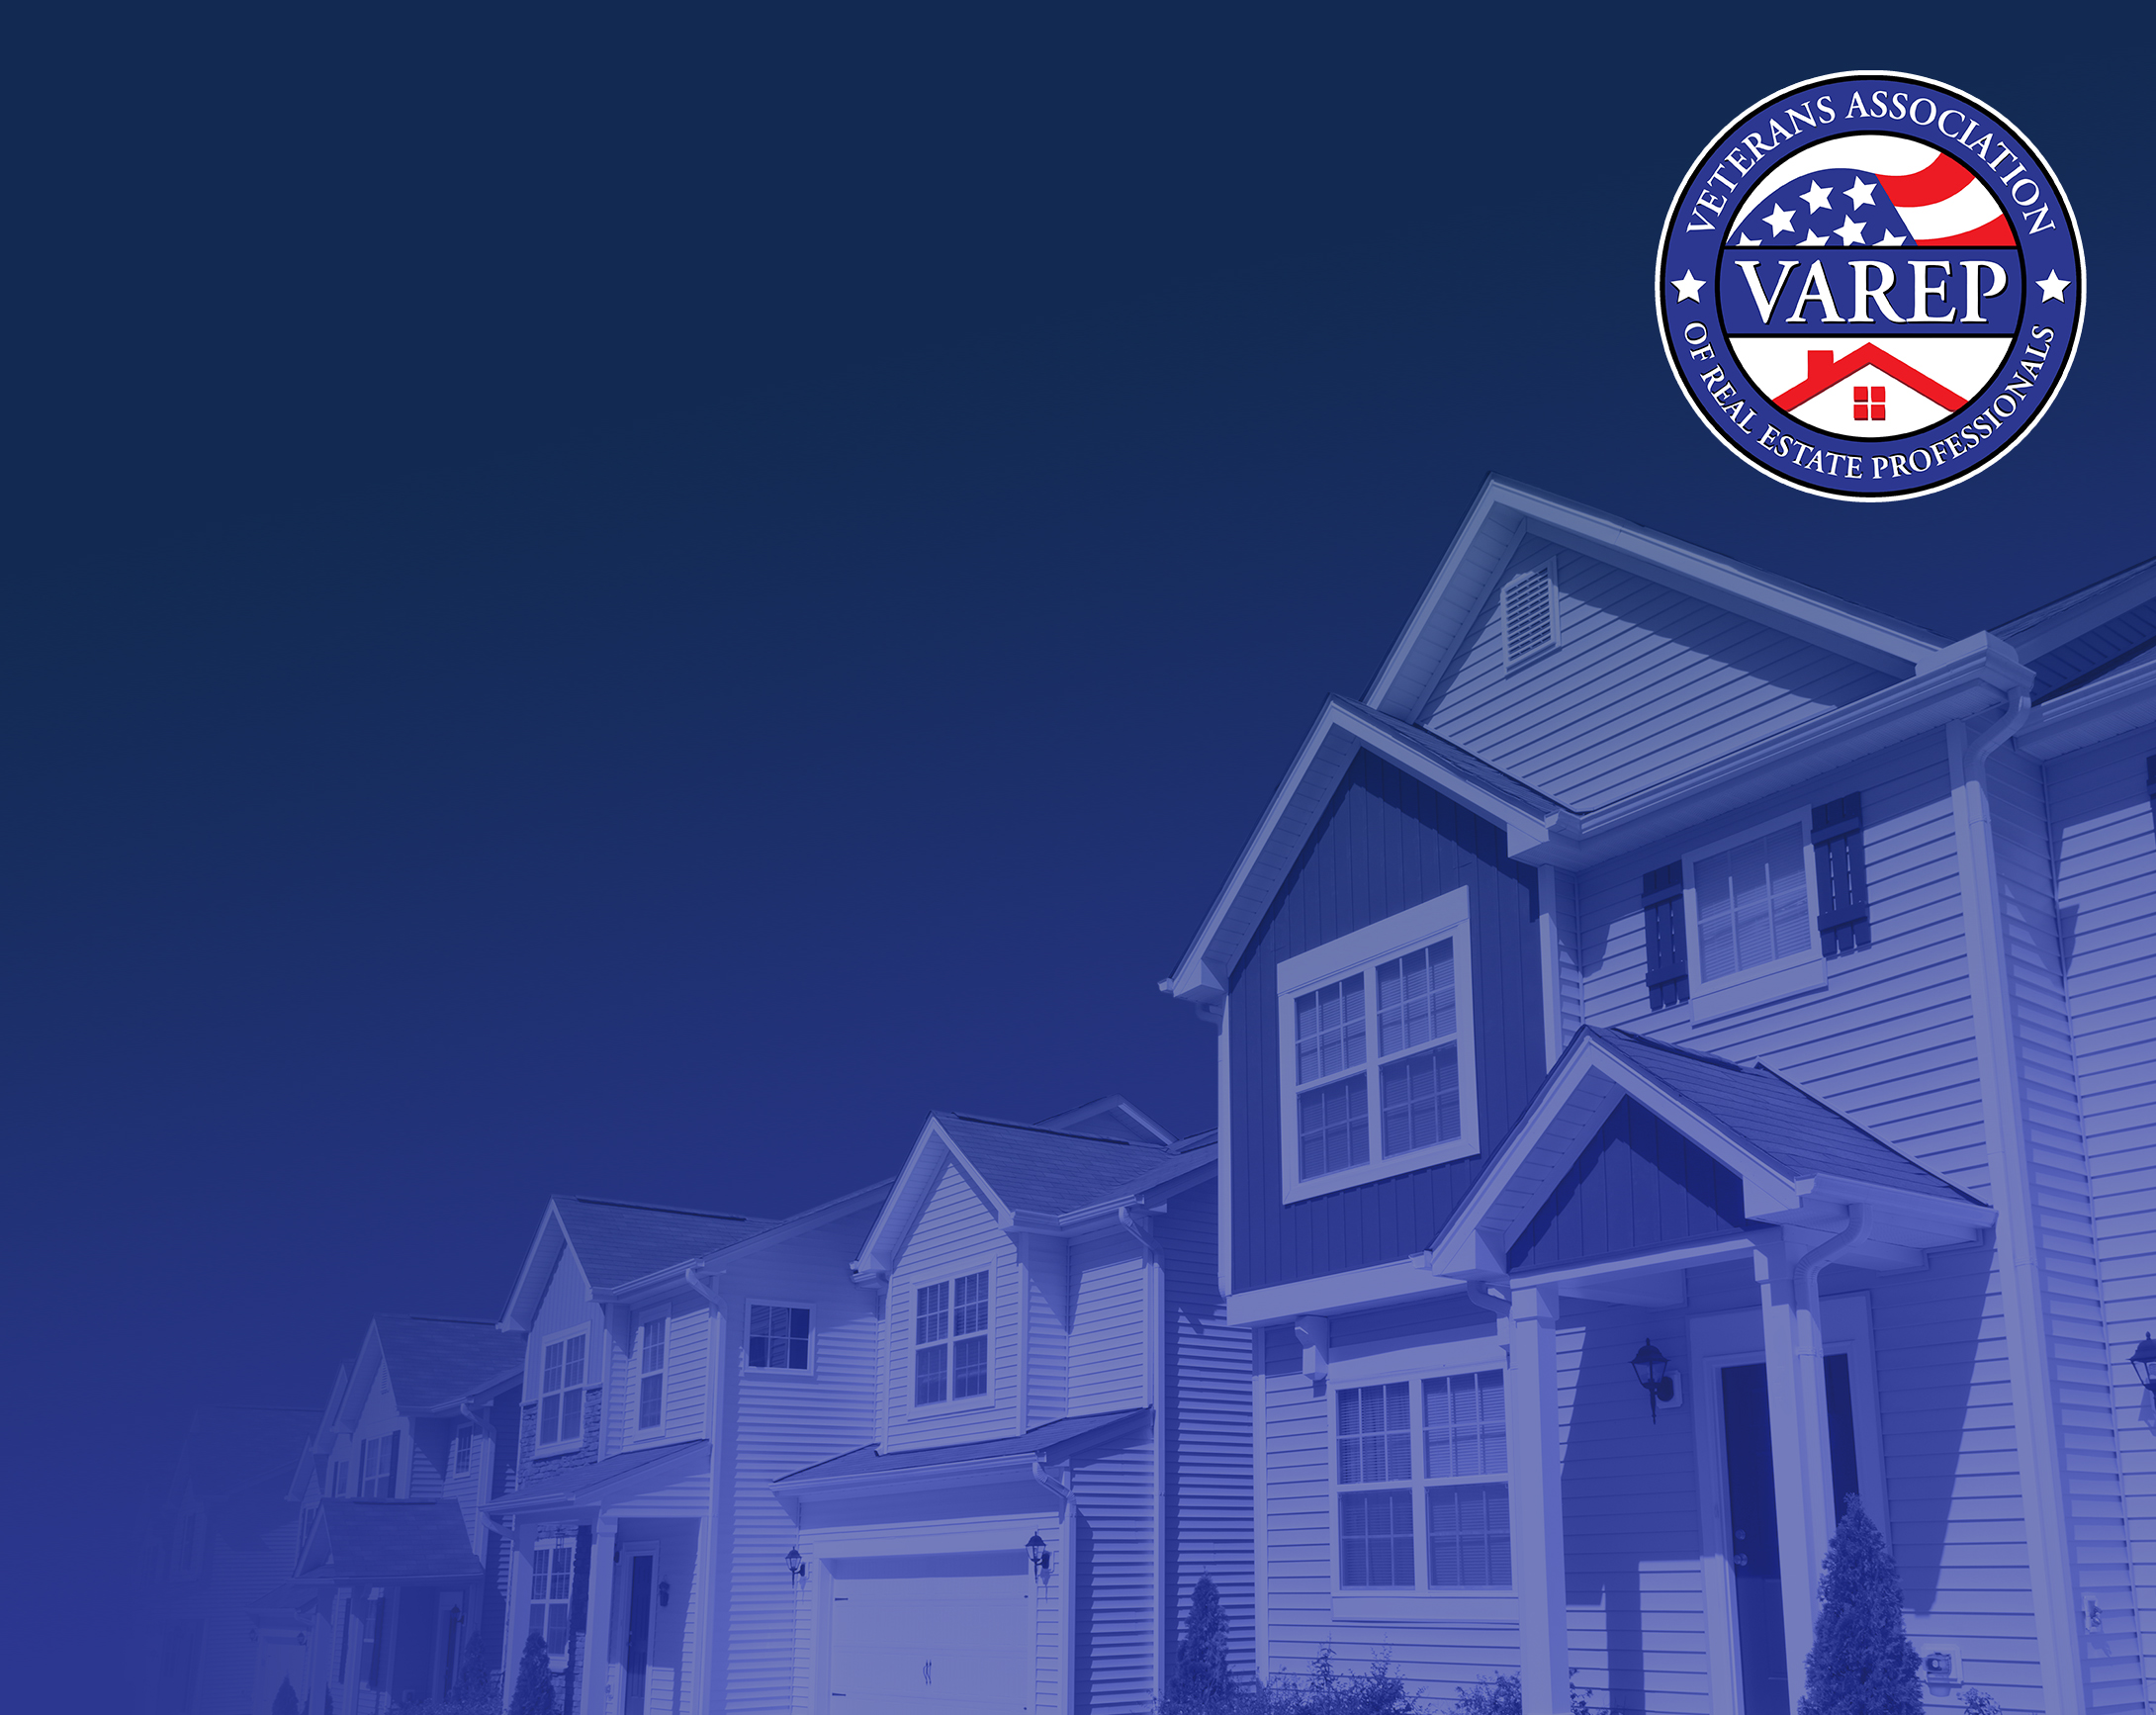 VETERANS ASSOCIATION
VAREP
OF REAL ESTATE PROFESSIONALS